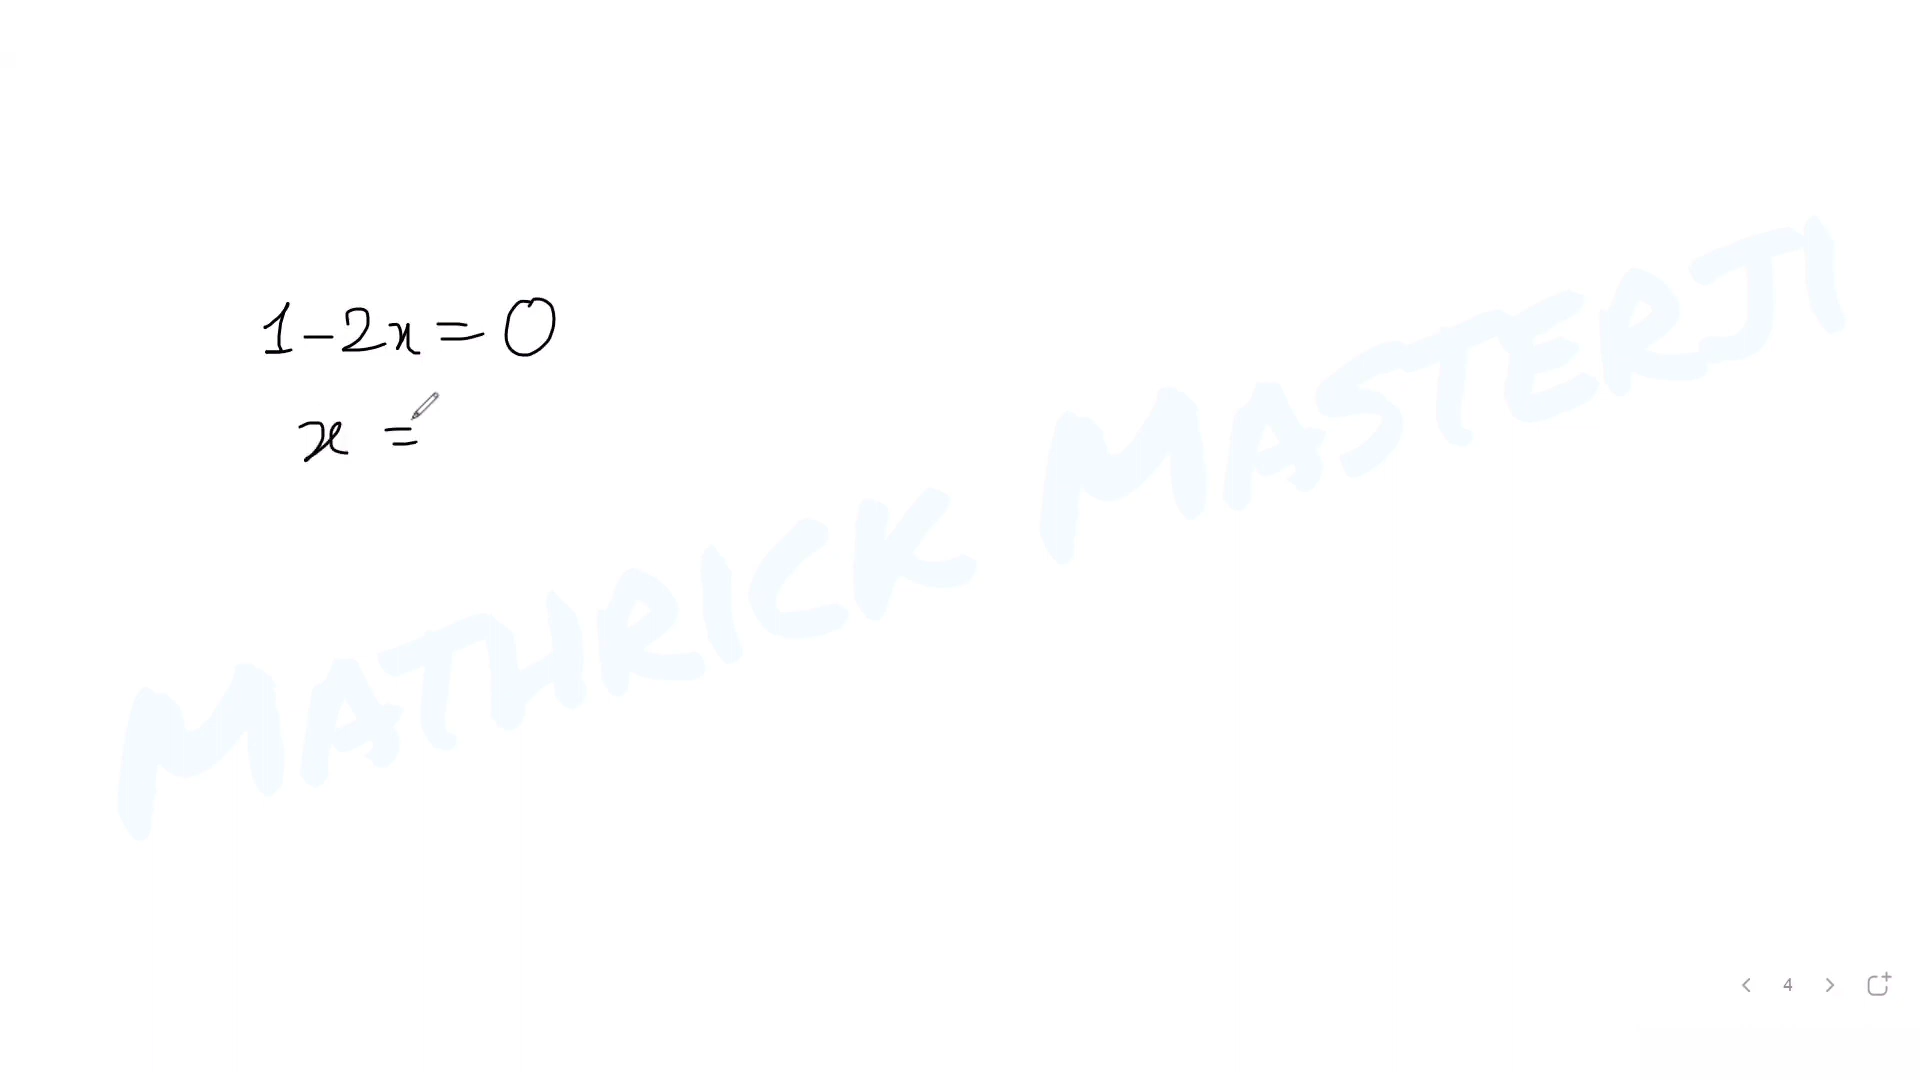 1-2x=0
x =
MATHRICK MASTERJI
< 4 >